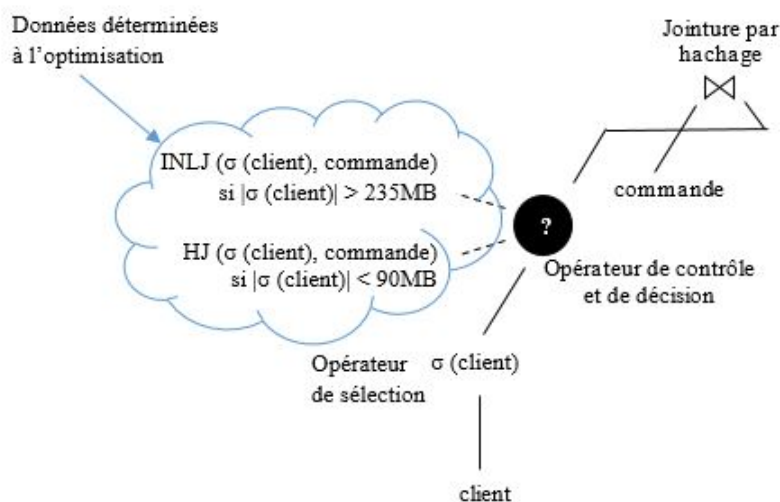 Données déterminées
à l'optimisation
Jointure par
hachage
INLJ (σ (client), commande)
si |σ (client)| > 235MB
commande
?
HJ (σ (client), commande)
si |σ (client)| < 90MB
Opérateur de contrôle
et de décision
Opérateur
de sélection
σ (client)
client